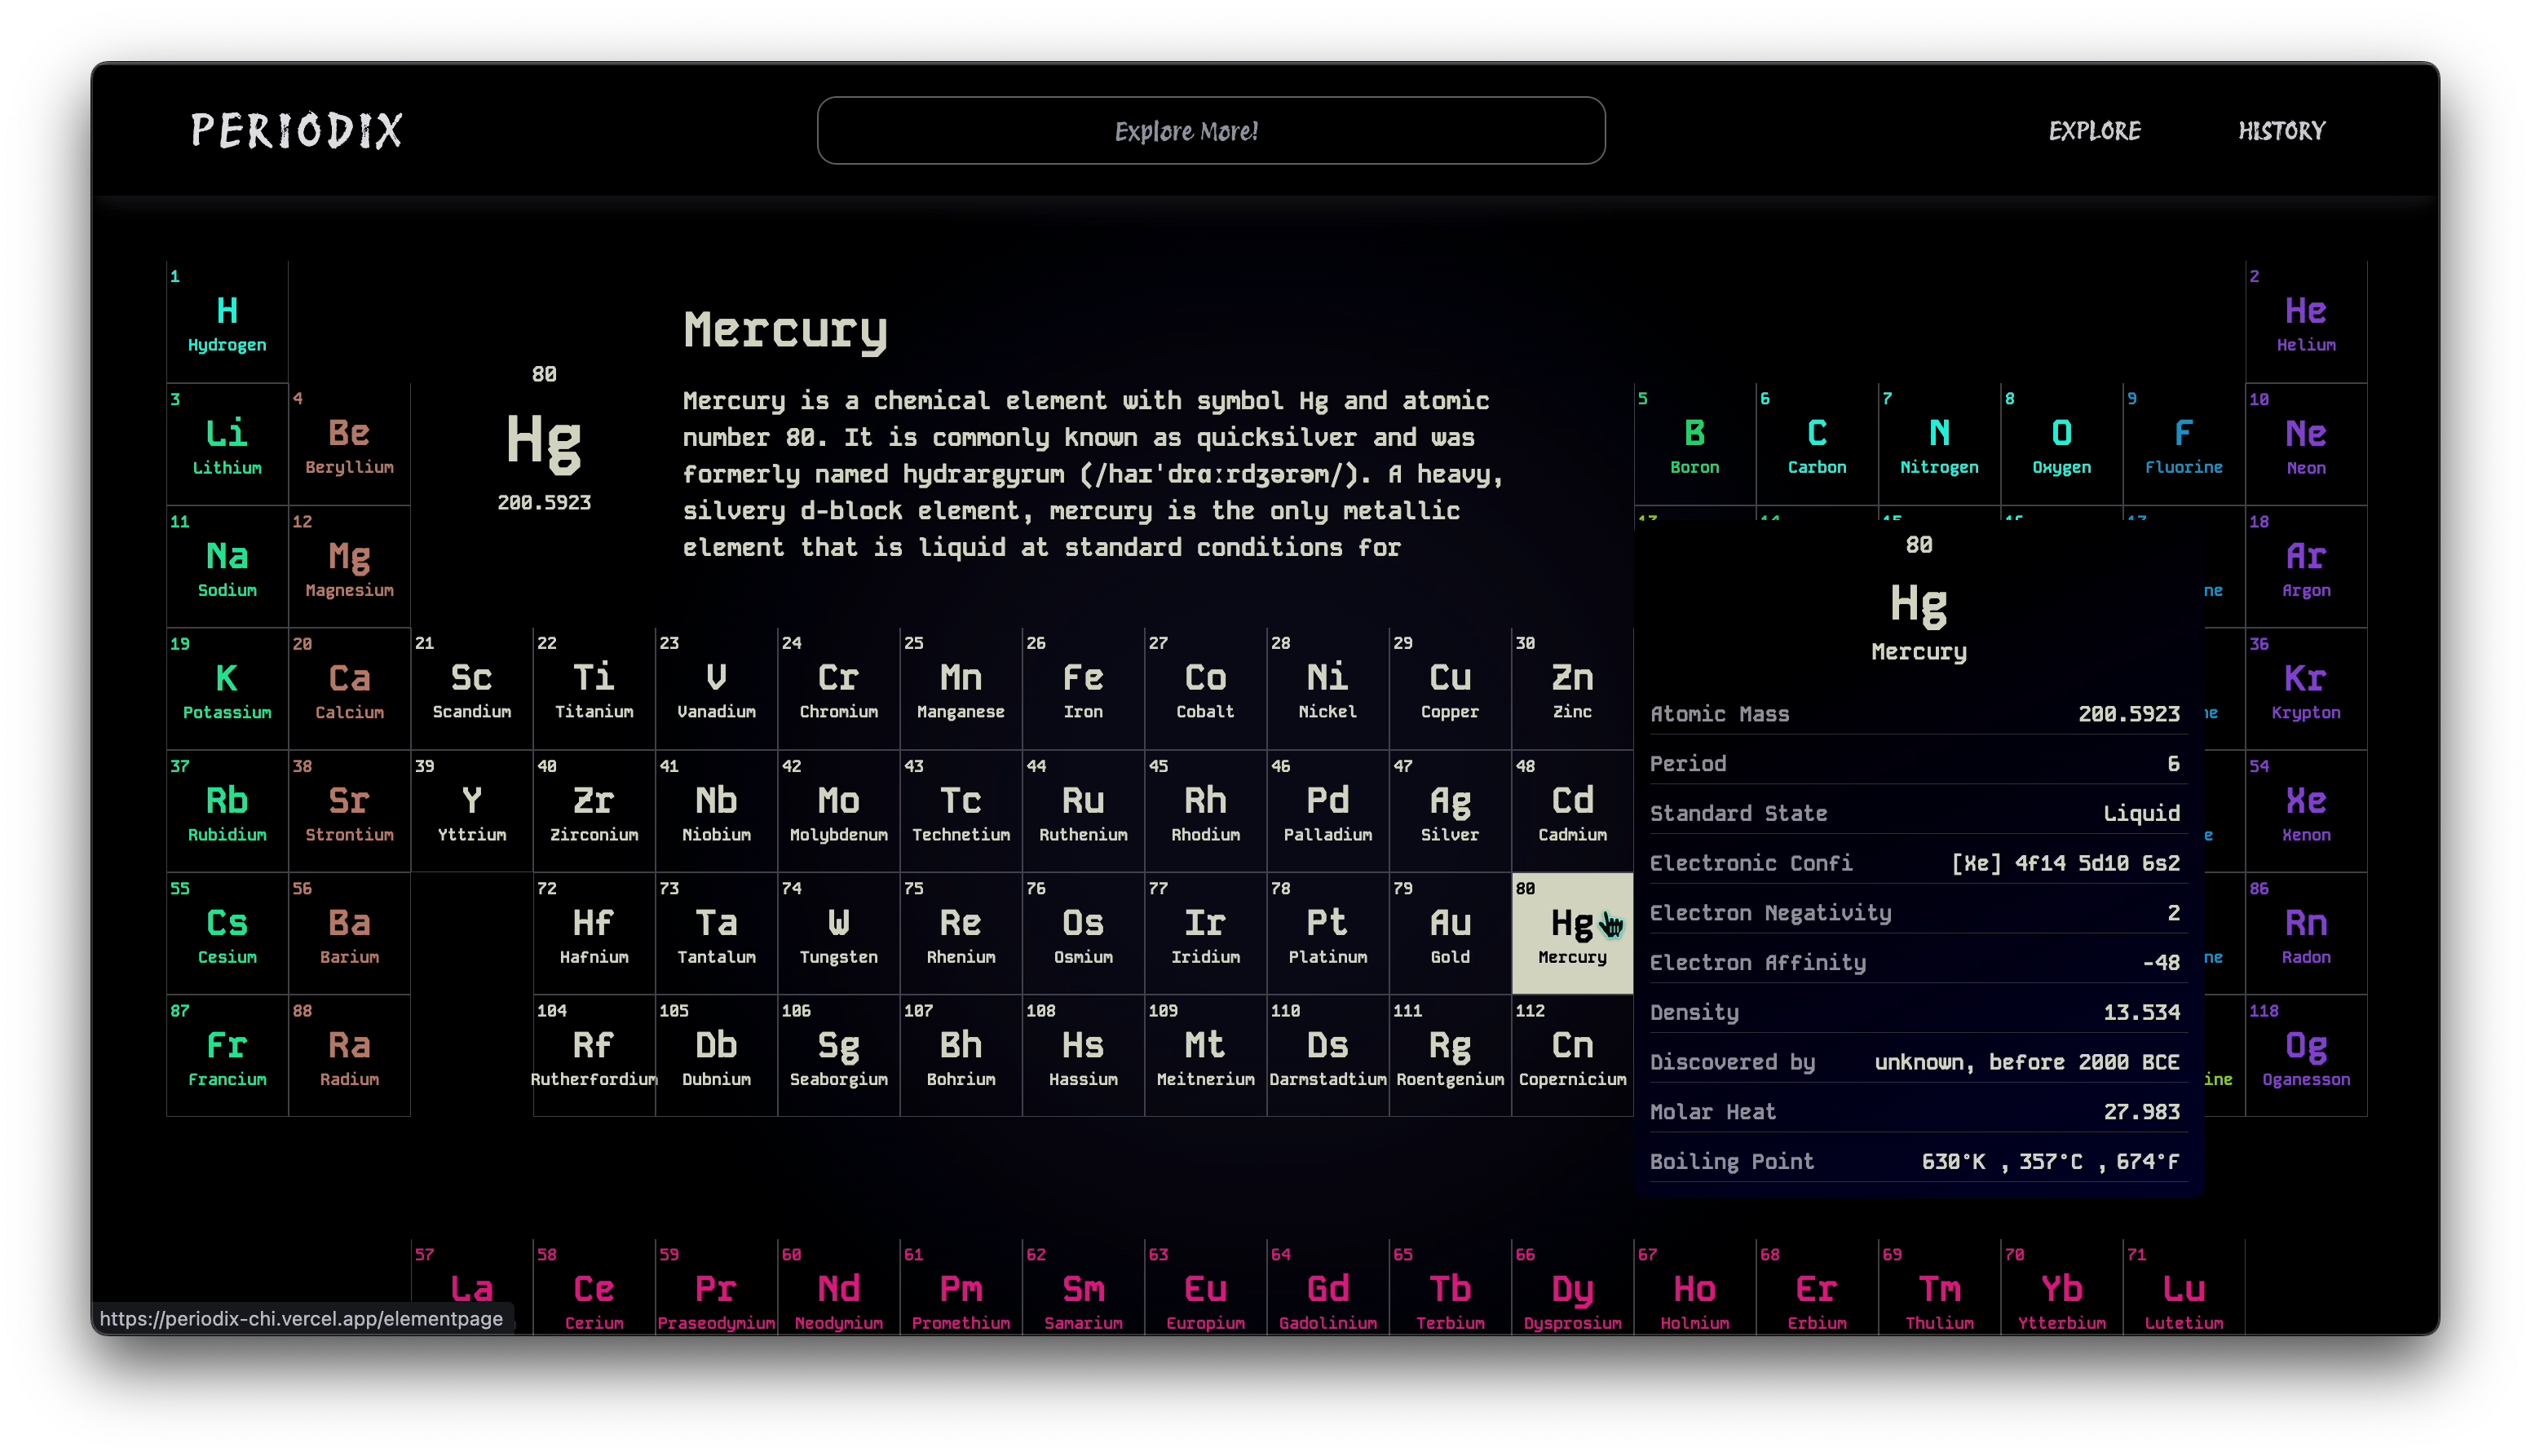 PERIODIX
Explore More!
EXPLORE
HISTORY
1
H
Hydrogen
2
He
Helium
Mercury
80
Hg
200.5923
Mercury is a chemical element with symbol Hg and atomic
number 80. It is commonly known as quicksilver and was
formerly named hydrargyrum (/haɪˈdrɑːrdʒərəm/). A heavy,
silvery d-block element, mercury is the only metallic
element that is liquid at standard conditions for
3
Li
Lithium
4
Be
Beryllium
5
B
Boron
6
C
Carbon
7
N
Nitrogen
8
O
Oxygen
9
F
Fluorine
10
Ne
Neon
11
Na
Sodium
12
Mg
Magnesium
18
Ar
Argon
19
K
Potassium
20
Ca
Calcium
21
Sc
Scandium
22
Ti
Titanium
23
V
Vanadium
24
Cr
Chromium
25
Mn
Manganese
26
Fe
Iron
27
Co
Cobalt
28
Ni
Nickel
29
Cu
Copper
30
Zn
Zinc
36
Kr
Krypton
37
Rb
Rubidium
38
Sr
Strontium
39
Y
Yttrium
40
Zr
Zirconium
41
Nb
Niobium
42
Mo
Molybdenum
43
Tc
Technetium
44
Ru
Ruthenium
45
Rh
Rhodium
46
Pd
Palladium
47
Ag
Silver
48
Cd
Cadmium
54
Xe
Xenon
55
Cs
Cesium
56
Ba
Barium
72
Hf
Hafnium
73
Ta
Tantalum
74
W
Tungsten
75
Re
Rhenium
76
Os
Osmium
77
Ir
Iridium
78
Pt
Platinum
79
Au
Gold
80
Hg
Mercury
86
Rn
Radon
87
Fr
Francium
88
Ra
Radium
104
Rf
Rutherfordium
105
Db
Dubnium
106
Sg
Seaborgium
107
Bh
Bohrium
108
Hs
Hassium
109
Mt
Meitnerium
110
Ds
Darmstadtium
111
Rg
Roentgenium
112
Cn
Copernicium
118
Og
Oganesson
80
Hg
Mercury
Atomic Mass 200.5923
Period 6
Standard State Liquid
Electronic Confi [Xe] 4f14 5d10 6s2
Electron Negativity 2
Electron Affinity -48
Density 13.534
Discovered by unknown, before 2000 BCE
Molar Heat 27.983
Boiling Point 630°K , 357°C , 674°F
57
La
58
Ce
Cerium
59
Pr
Praseodymium
60
Nd
Neodymium
61
Pm
Promethium
62
Sm
Samarium
63
Eu
Europium
64
Gd
Gadolinium
65
Tb
Terbium
66
Dy
Dysprosium
67
Ho
Holmium
68
Er
Erbium
69
Tm
Thulium
70
Yb
Ytterbium
71
Lu
Lutetium
https://periodix-chi.vercel.app/elementpage